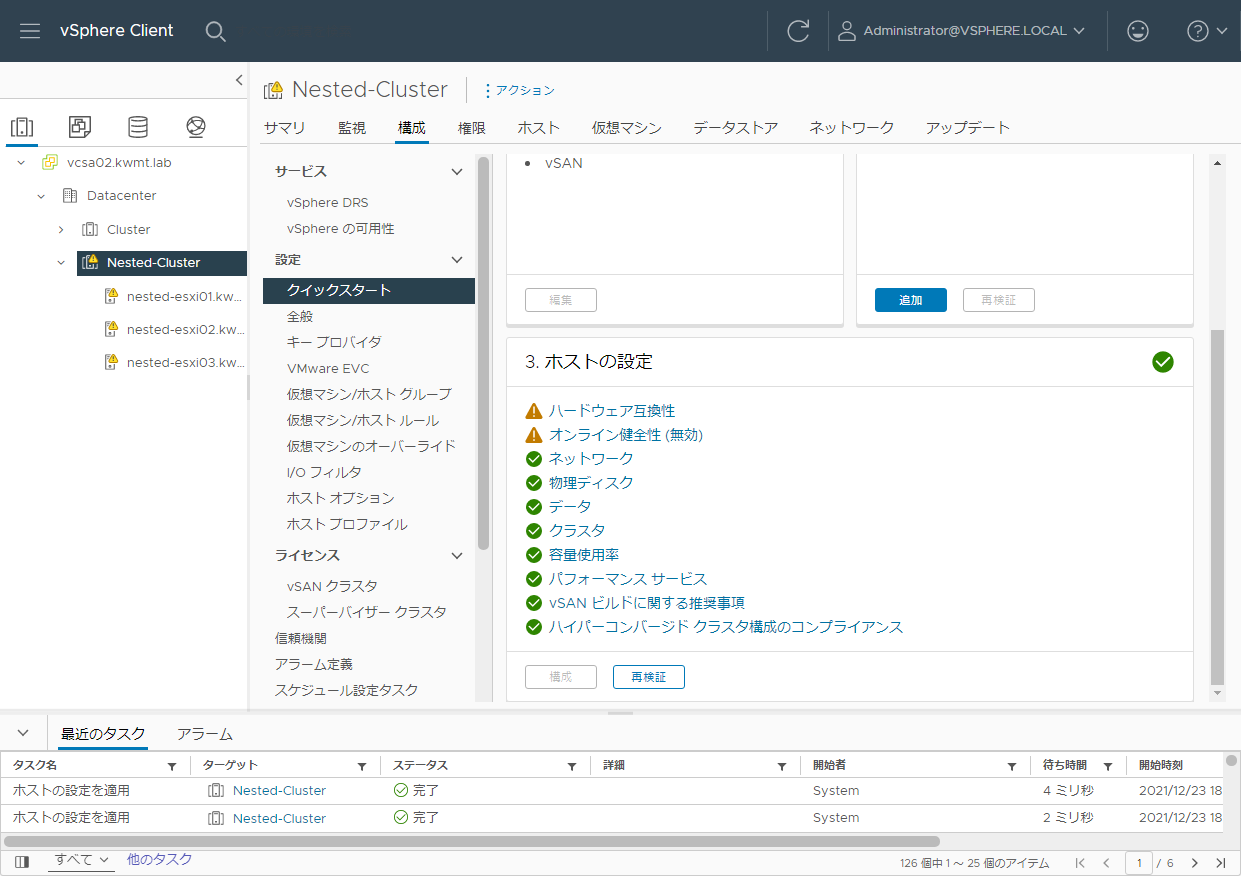 vSphere Client
Administrator@VSPHERE.LOCAL
vcsa02.kwmt.lab
Datacenter
Cluster
Nested-Cluster
nested-esxi01.kw...
nested-esxi02.kw...
nested-esxi03.kw...
Nested-Cluster
アクション
サマリ 監視 構成 権限 ホスト 仮想マシン データストア ネットワーク アップデート
サービス
vSphere DRS
vSphere の可用性
設定
クイックスタート
全般
キー プロバイダ
VMware EVC
仮想マシン/ホスト グループ
仮想マシン/ホスト ルール
仮想マシンのオーバーライド
I/O フィルタ
ホスト オプション
ホスト プロファイル
ライセンス
vSAN クラスタ
スーパーバイザー クラスタ
信頼機関
アラーム定義
スケジュール設定タスク
• vSAN
編集
追加 再検証
3. ホストの設定
ハードウェア互換性
オンライン健全性 (無効)
ネットワーク
物理ディスク
データ
クラスタ
容量使用率
パフォーマンス サービス
vSAN ビルドに関する推奨事項
ハイパーコンバージド クラスタ構成のコンプライアンス
構成 再検証
最近のタスク アラーム
タスク名 ターゲット ステータス 詳細 開始者 待ち時間 開始時刻
ホストの設定を適用 Nested-Cluster 完了 System 4 ミリ秒 2021/12/23 18
ホストの設定を適用 Nested-Cluster 完了 System 2 ミリ秒 2021/12/23 18
すべて 他のタスク 126 個中 1 ~ 25 個のアイテム 1 / 6